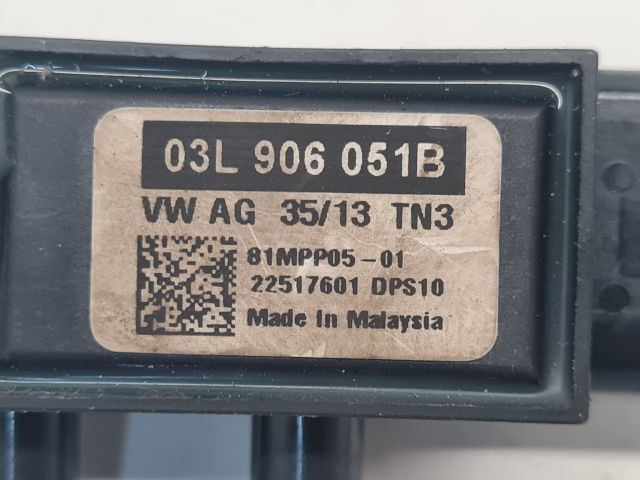 03L 906 051B
VW AG 35/13 TN3
81MPP05-01
22517601 DPS10
Made In Malaysia